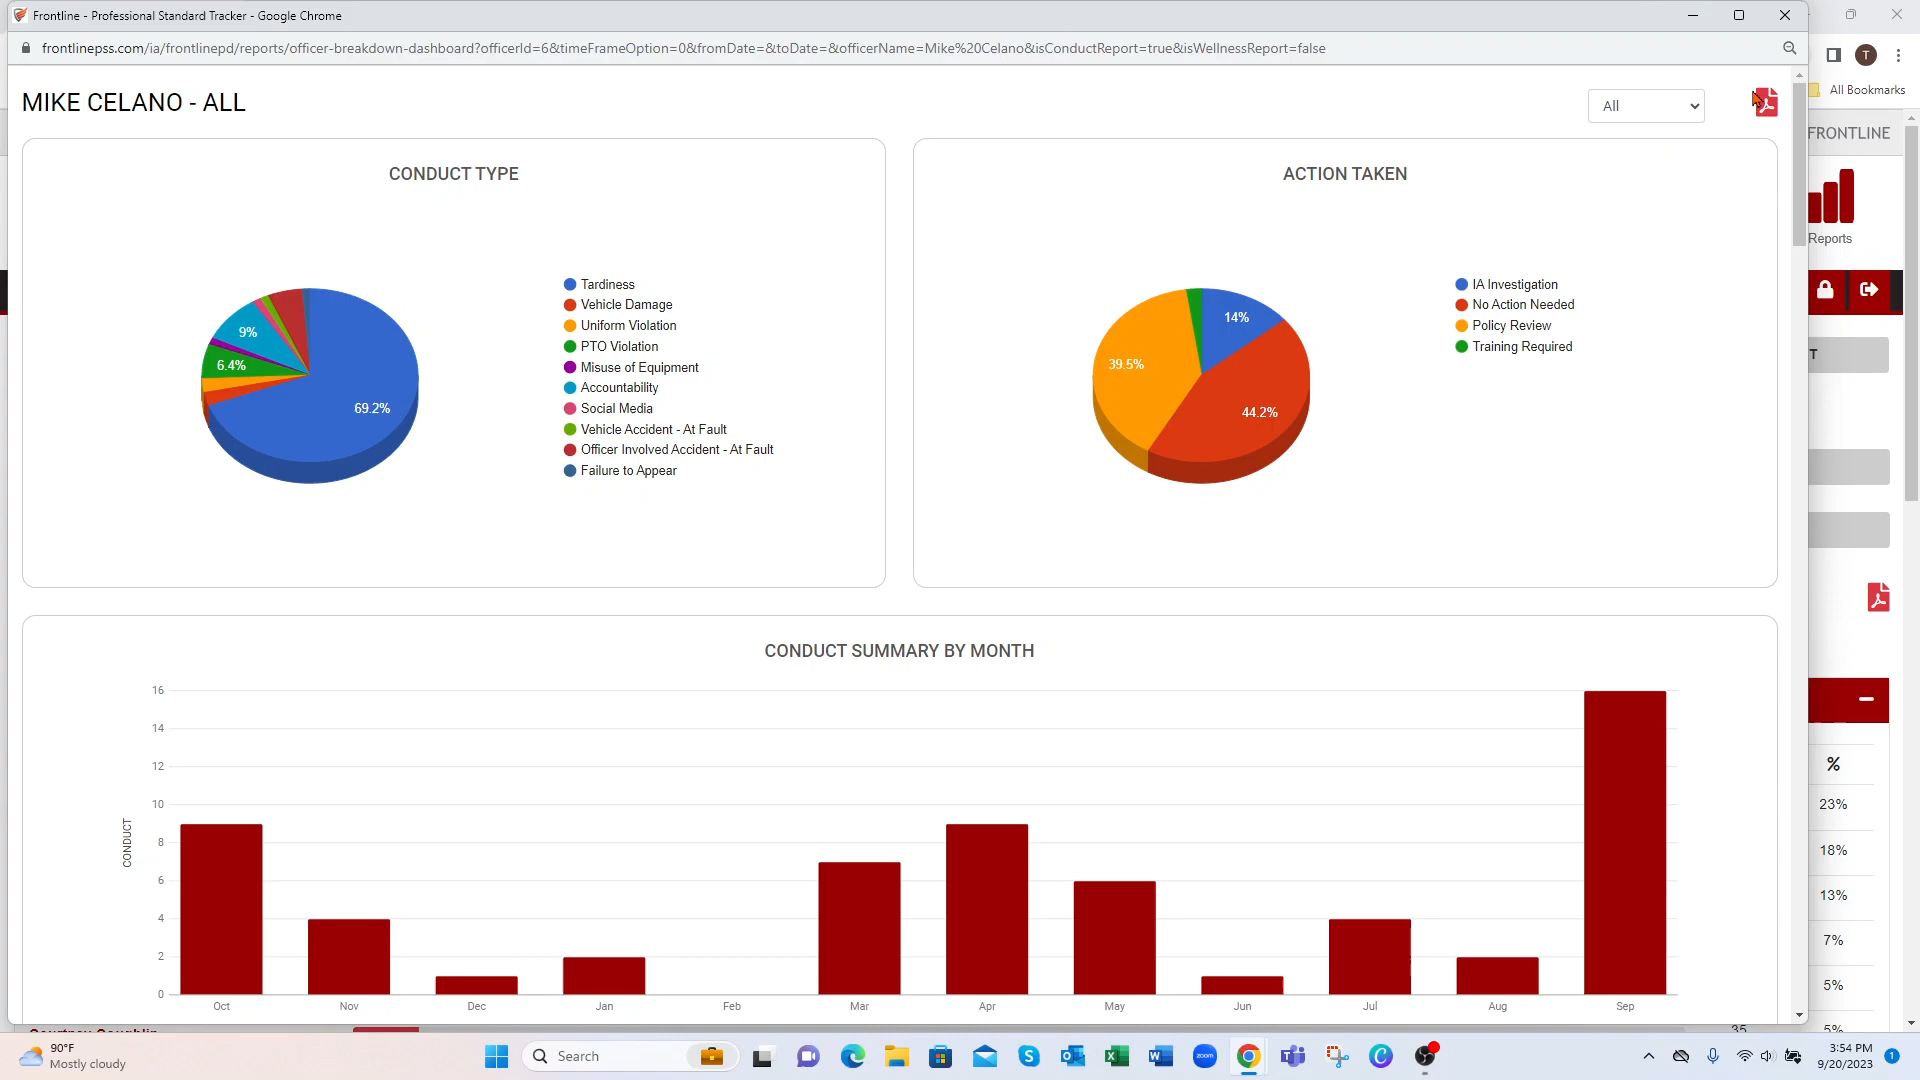 Frontline - Professional Standard Tracker - Google Chrome
frontlinepss.com/ia/frontlinepd/reports/officer-breakdown-dashboard?officerId=6&timeFrameOption=0&fromDate=&toDate=&officerName=Mike%20Celano&isConductReport=true&isWellnessReport=false
T
All Bookmarks
MIKE CELANO - ALL
All
FRONTLINE
Reports
T
CONDUCT TYPE
Tardiness
Vehicle Damage
Uniform Violation
PTO Violation
Misuse of Equipment
Accountability
Social Media
Vehicle Accident - At Fault
Officer Involved Accident - At Fault
Failure to Appear
9%
6.4%
69.2%
ACTION TAKEN
IA Investigation
No Action Needed
Policy Review
Training Required
14%
39.5%
44.2%
CONDUCT SUMMARY BY MONTH
CONDUCT
16
14
12
10
8
6
4
2
0
Oct Nov Dec Jan Feb Mar Apr May Jun Jul Aug Sep
%
23%
18%
13%
7%
5%
35 5%
Courtney Coughlin
90°F
Mostly cloudy
Search
zoom
3:54 PM
9/20/2023
1